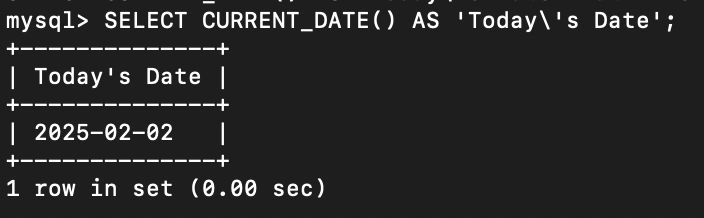 mysql> SELECT CURRENT_DATE() AS 'Today\'s Date';
+--------------+
| Today's Date |
+--------------+
| 2025-02-02   |
+--------------+
1 row in set (0.00 sec)